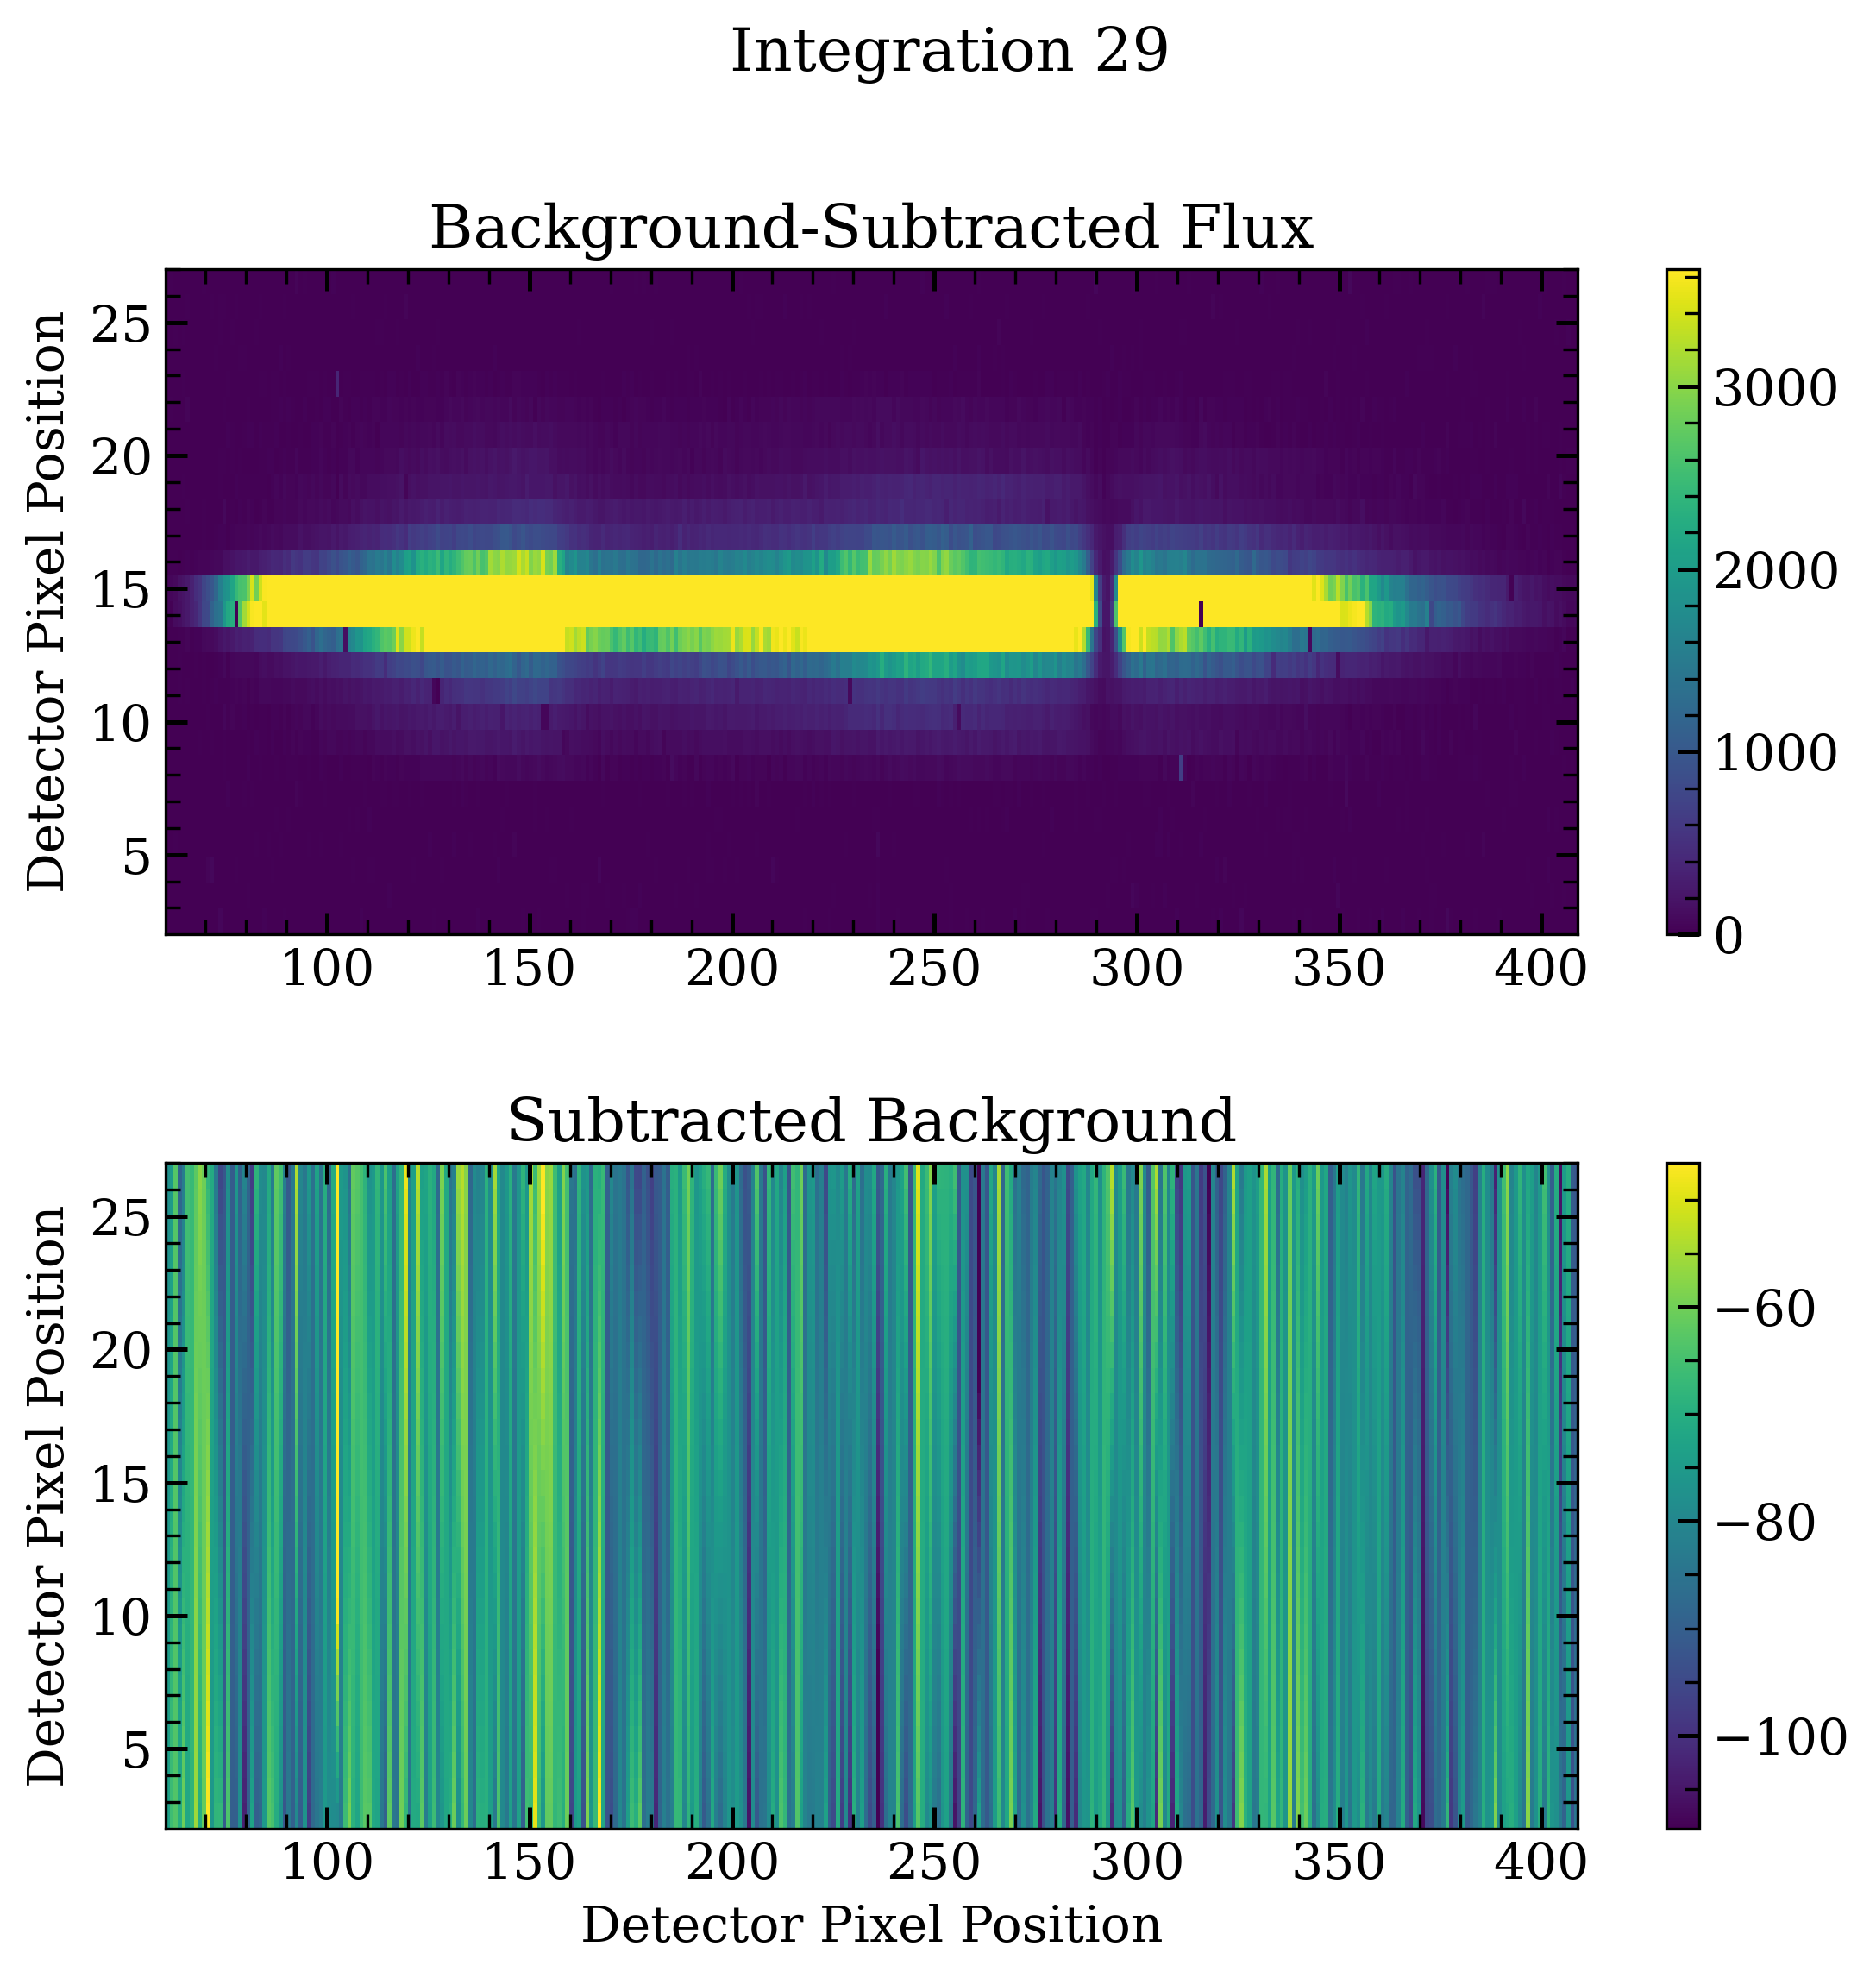 Integration 29
Background-Subtracted Flux
Detector Pixel Position
25
20
15
10
5
100 150 200 250 300 350 400
3000
2000
1000
0
Subtracted Background
Detector Pixel Position
25
20
15
10
5
100 150 200 250 300 350 400
Detector Pixel Position
−60
−80
−100